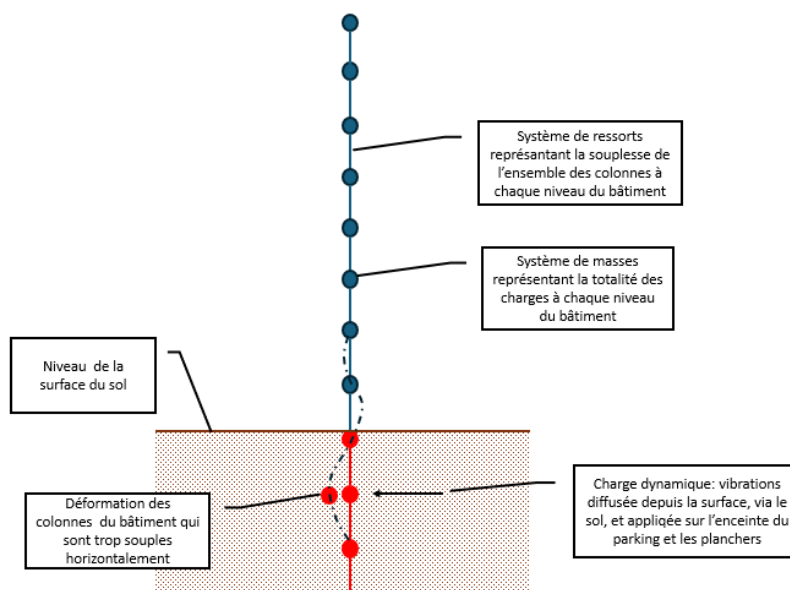 Système de ressorts
représantant la souplesse de
l'ensemble des colonnes à
chaque niveau du bâtiment
Système de masses
représentant la totalité des
charges à chaque niveau
du bâtiment
Niveau de la
surface du sol
Déformation des
colonnes du bâtiment qui
sont trop souples
horizontalement
Charge dynamique: vibrations
diffusée depuis la surface, via le
sol, et appliqée sur l'enceinte du
parking et les planchers